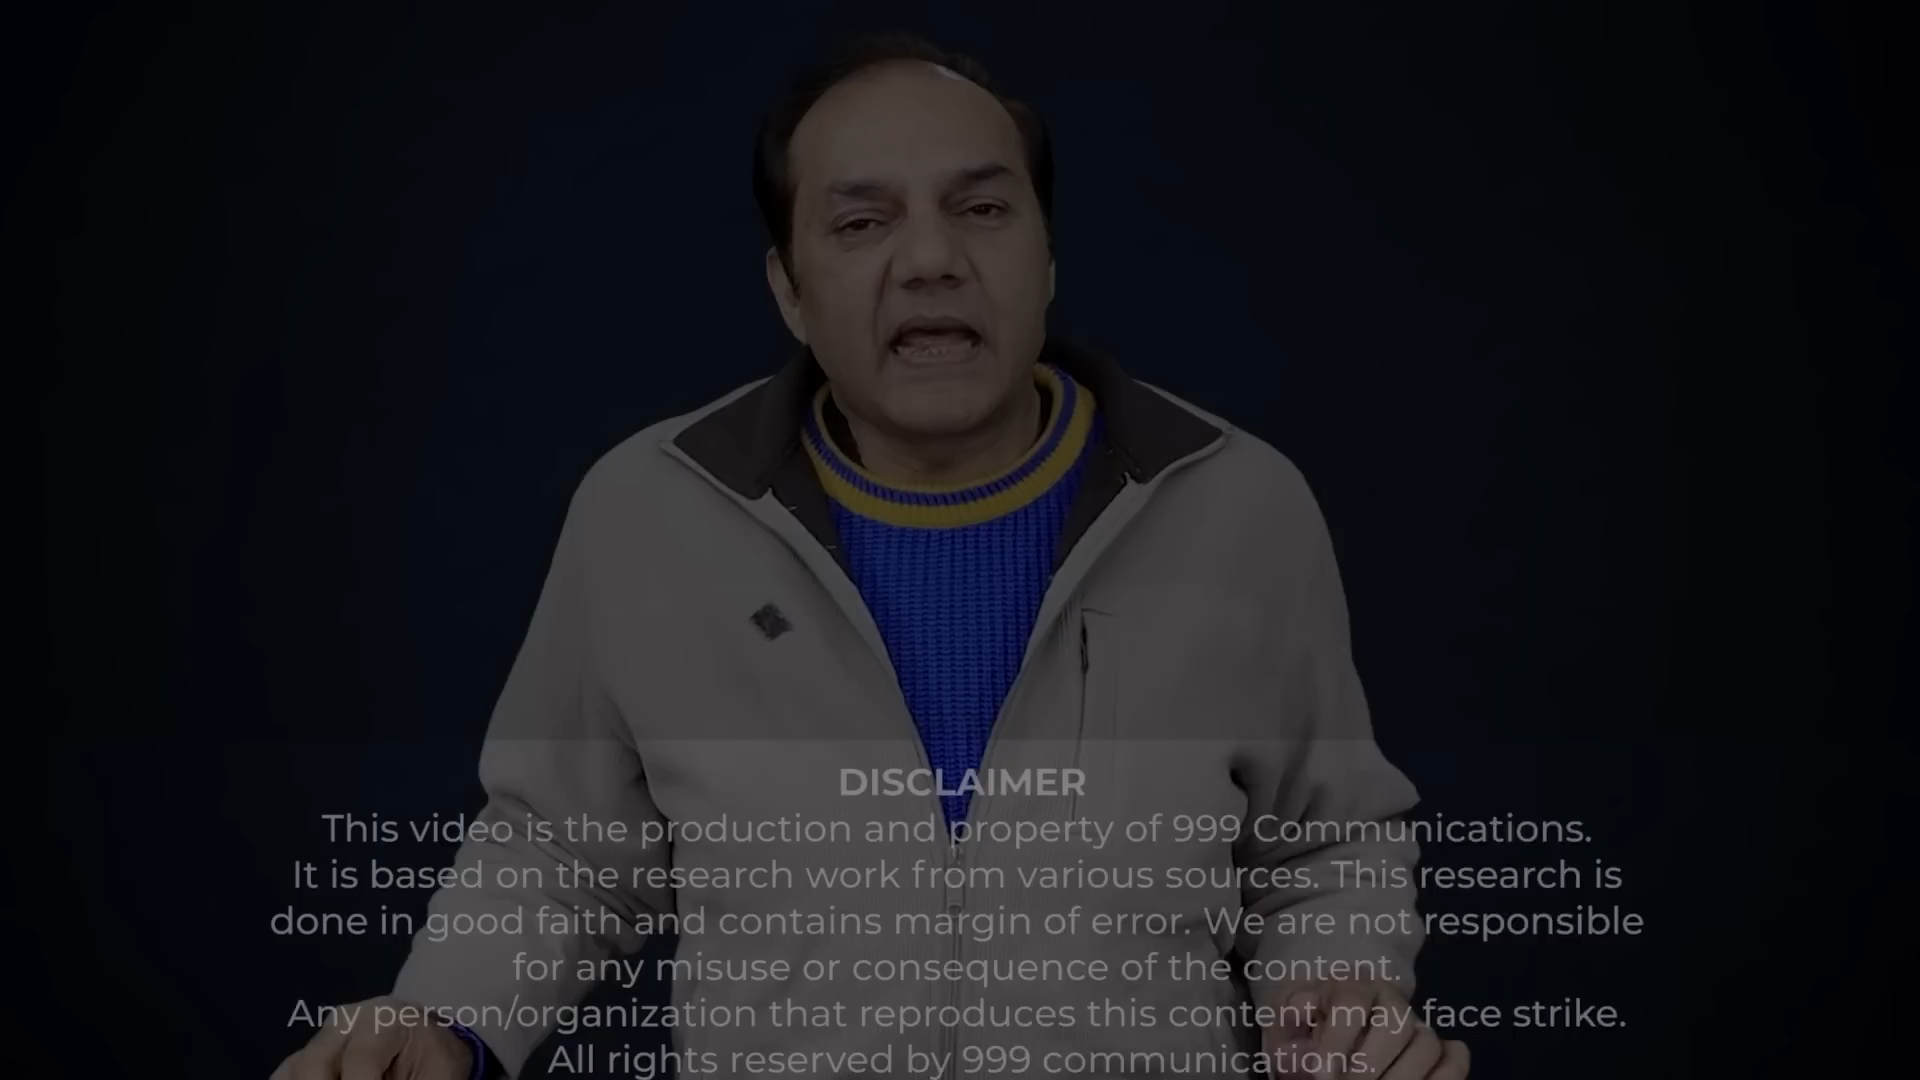 DISCLAIMER
This video is the production and property of 999 Communications.
It is based on the research work from various sources. This research is
done in good faith and contains margin of error. We are not responsible
for any misuse or consequence of the content.
Any person/organization that reproduces this content may face strike.
All rights reserved by 999 communications.